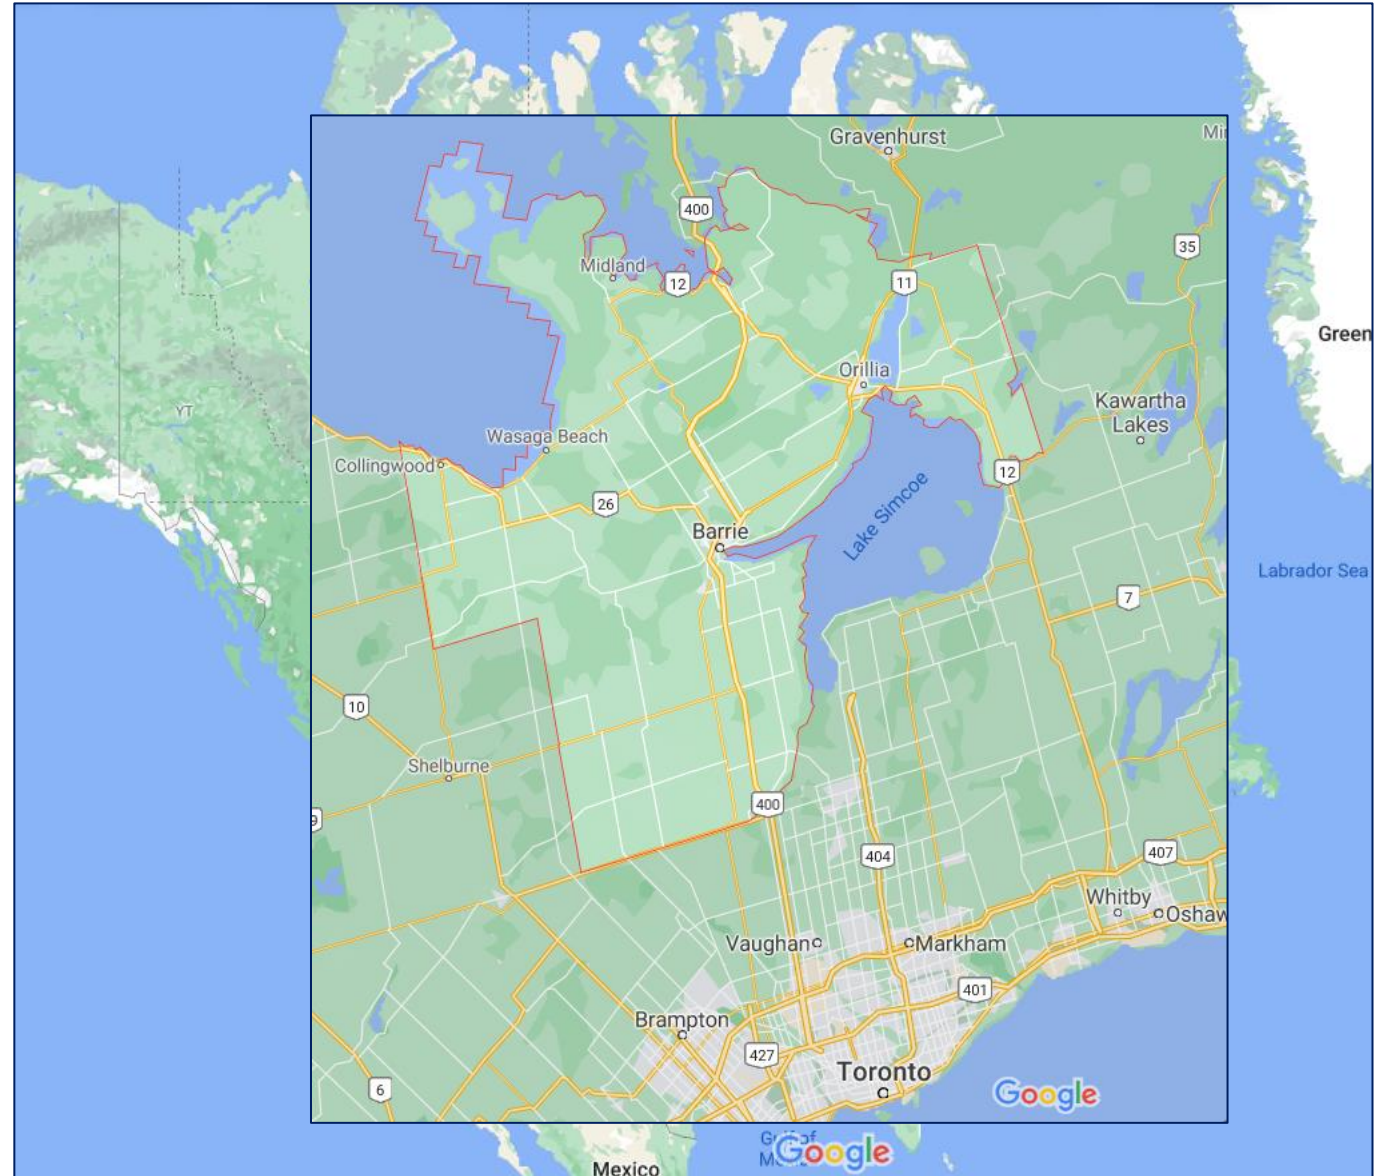 Gravenhurst
400
35
Midland
12
11
Green
Orillia
YT
Kawartha
Lakes
Wasaga Beach
Collingwood
12
26
Lake Simcoe
Barrie
Labrador Sea
7
10
Shelburne
400
9
404
407
Whitby
Vaughan
Markham
401
Brampton
427
Toronto
6
Google
Google
Mexico